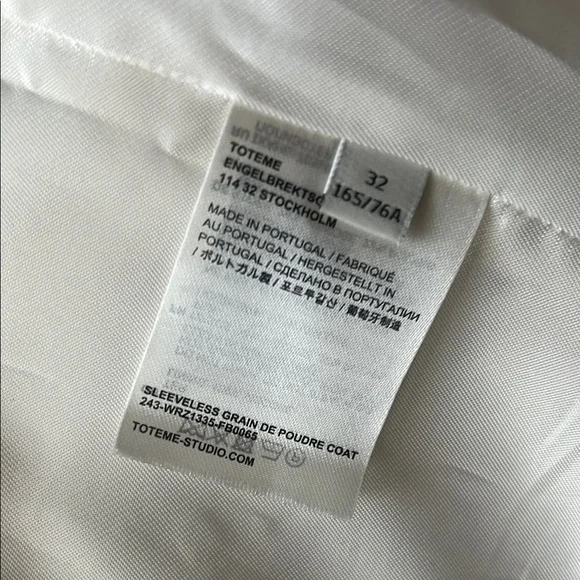 TOTEME
ENGELBREKTSG
114 32 STOCKHOLM
32
165/76A
MADE IN PORTUGAL / FABRIQUÉ
AU PORTUGAL / HERGESTELLT IN
PORTUGAL / СДЕЛАНО В ПОРТУГАЛИИ
/ ポルトガル製 / 포르투갈산 / 葡萄牙制造
SLEEVELESS GRAIN DE POUDRE COAT
243-WRZ1335-FB0065
TOTEME-STUDIO.COM